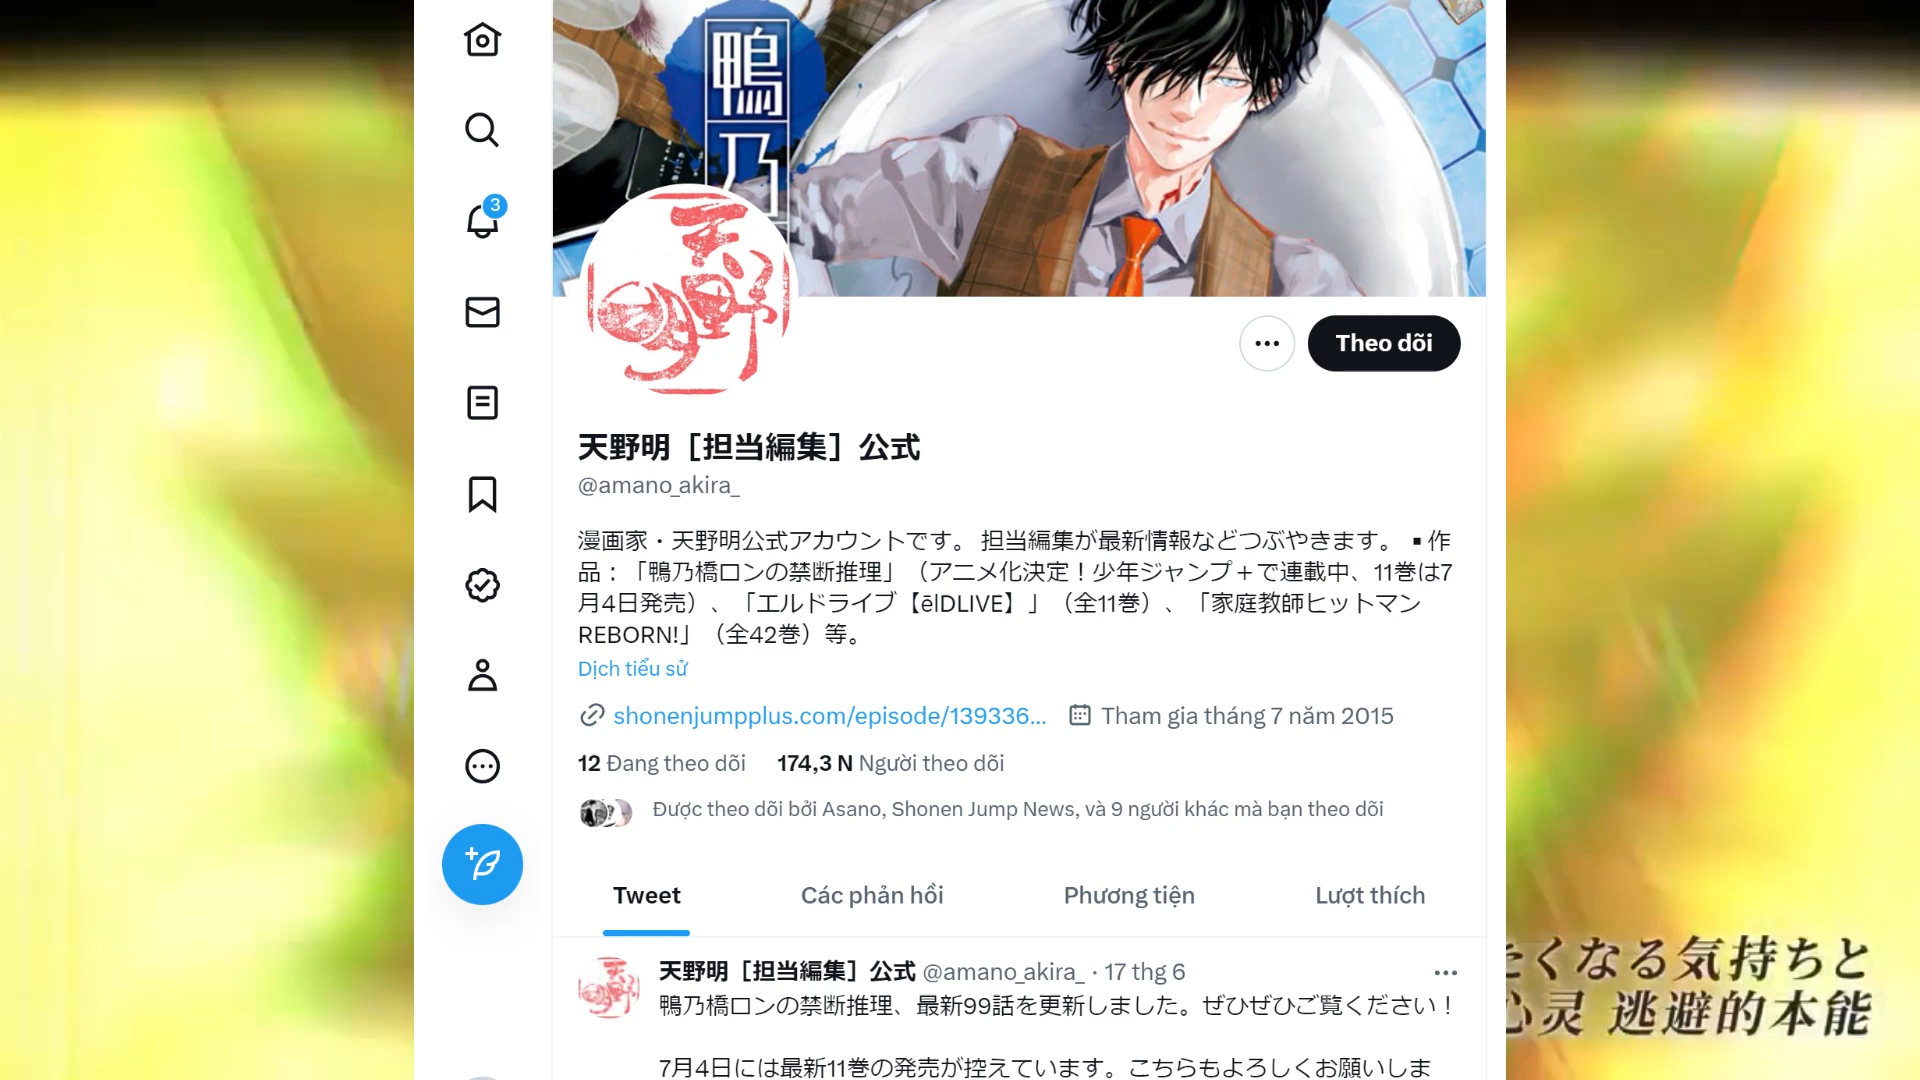 鴨
乃
3
天野
明
Theo dõi
天野明［担当編集］公式
@amano_akira_
漫画家・天野明公式アカウントです。 担当編集が最新情報などつぶやきます。 ▪作
品：「鴨乃橋ロンの禁断推理」（アニメ化決定！少年ジャンプ＋で連載中、11巻は7
月4日発売）、「エルドライブ【ēlDLIVE】」（全11巻）、「家庭教師ヒットマン
REBORN!」（全42巻）等。
Dịch tiểu sử
shonenjumpplus.com/episode/139336... Tham gia tháng 7 năm 2015
12 Đang theo dõi 174,3 N Người theo dõi
Được theo dõi bởi Asano, Shonen Jump News, và 9 người khác mà bạn theo dõi
Tweet Các phản hồi Phương tiện Lượt thích
天野明［担当編集］公式 @amano_akira_ · 17 thg 6
鴨乃橋ロンの禁断推理、最新99話を更新しました。ぜひぜひご覧ください！
7月4日には最新11巻の発売が控えています。こちらもよろしくお願いしま
たくなる気持ちと
心灵 逃避的本能